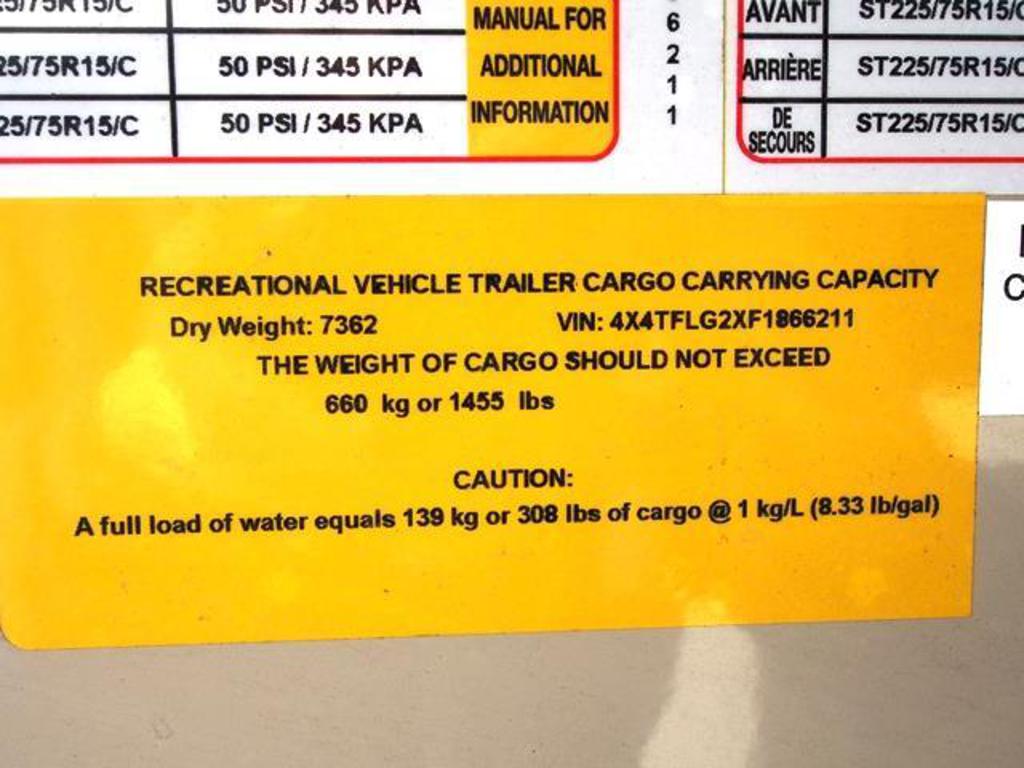 50 PSI / 345 KPA
MANUAL FOR
25/75R15/C 50 PSI / 345 KPA ADDITIONAL
25/75R15/C 50 PSI / 345 KPA INFORMATION
6
2
1
1
AVANT ST225/75R15/C
ARRIÈRE ST225/75R15/C
DE
SECOURS ST225/75R15/C
RECREATIONAL VEHICLE TRAILER CARGO CARRYING CAPACITY
Dry Weight: 7362 VIN: 4X4TFLG2XF1866211
THE WEIGHT OF CARGO SHOULD NOT EXCEED
660 kg or 1455 lbs
CAUTION:
A full load of water equals 139 kg or 308 lbs of cargo @ 1 kg/L (8.33 lb/gal)